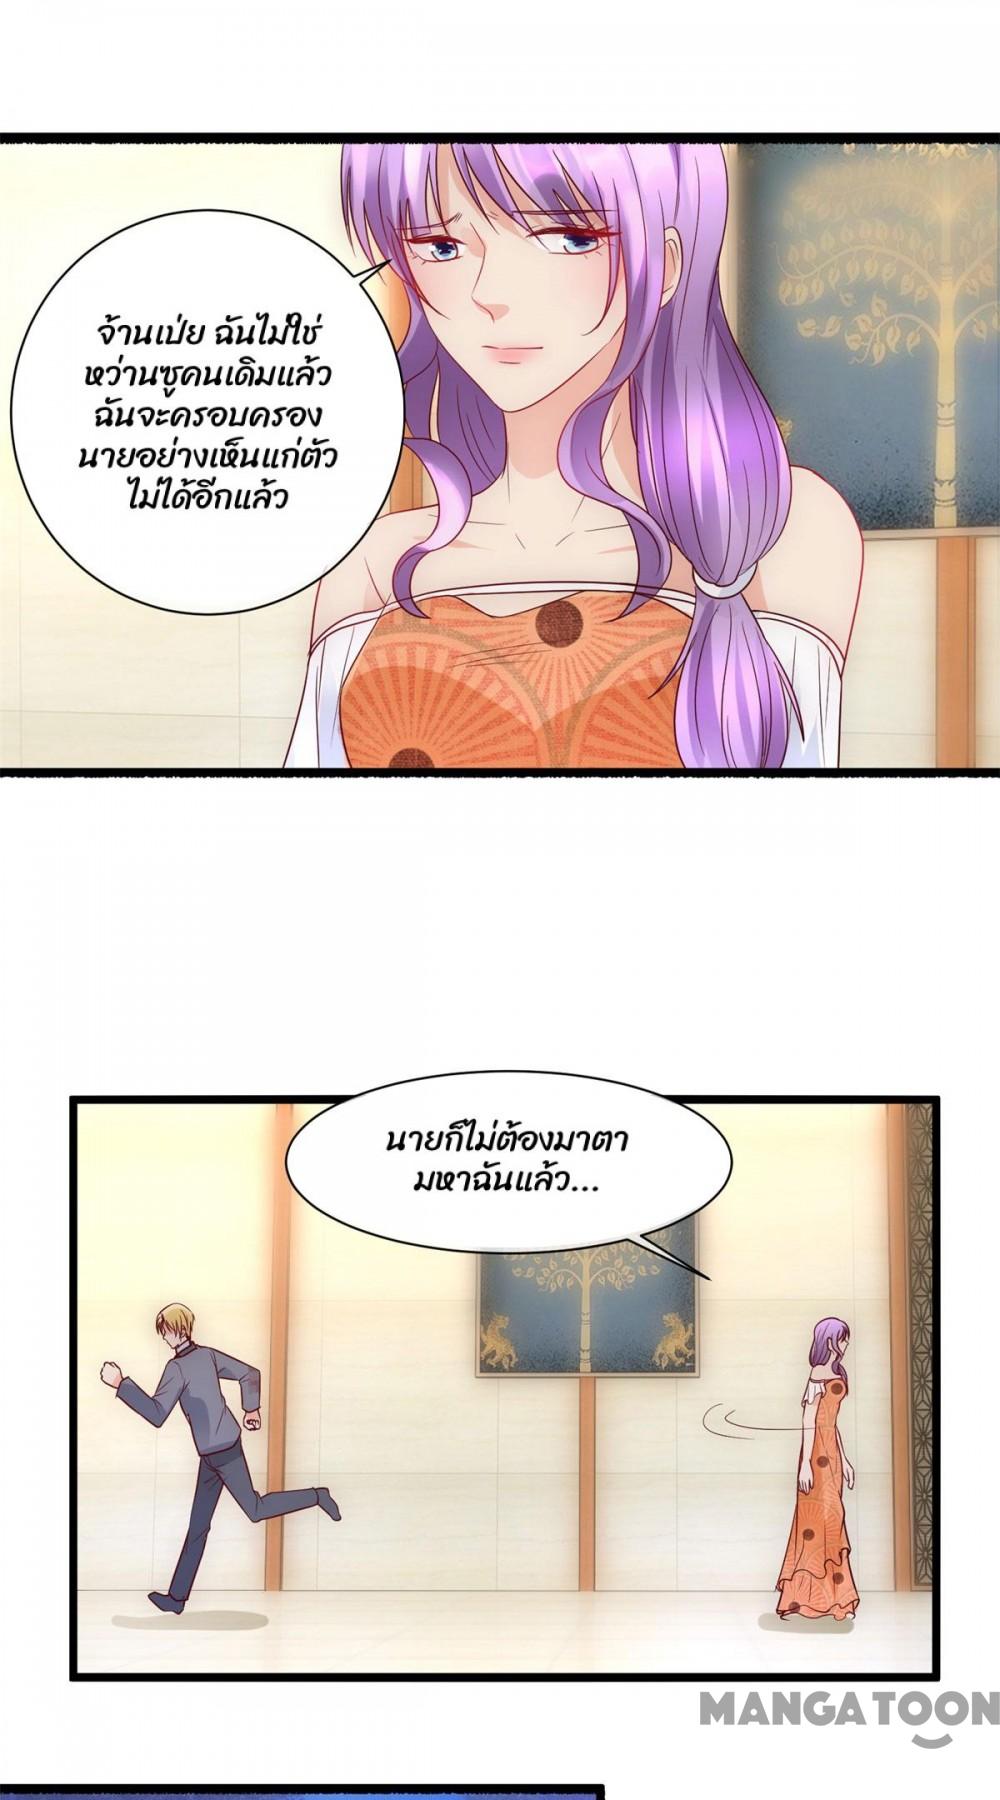 จ้านเป่ย ฉันไม่ใช่
หว่านซูคนเดิมแล้ว
ฉันจะครอบครอง
นายอย่างเห็นแก่ตัว
ไม่ได้อีกแล้ว
นายก็ไม่ต้องมาตา
มหาฉันแล้ว...
MANGATOON